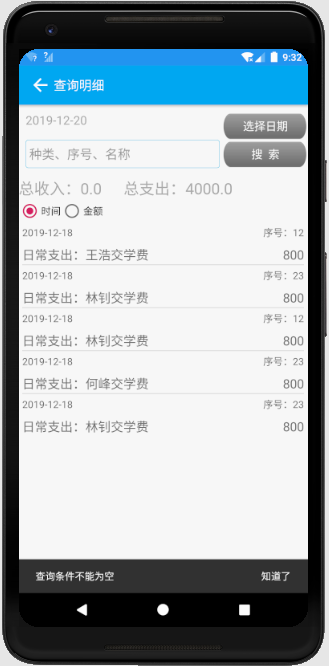 9:32
查询明细
2019-12-20
选择日期
种类、序号、名称
搜 索
总收入：0.0 总支出：4000.0
时间 金额
2019-12-18 序号：12
日常支出：王浩交学费 800
2019-12-18 序号：23
日常支出：林钊交学费 800
2019-12-18 序号：12
日常支出：林钊交学费 800
2019-12-18 序号：23
日常支出：何峰交学费 800
2019-12-18 序号：23
日常支出：林钊交学费 800
查询条件不能为空 知道了